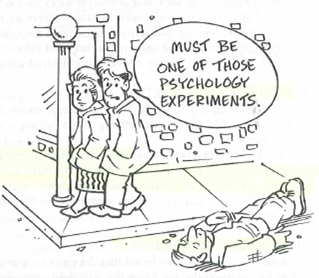 MUST BE
ONE OF THOSE
PSYCHOLOGY
EXPERIMENTS.